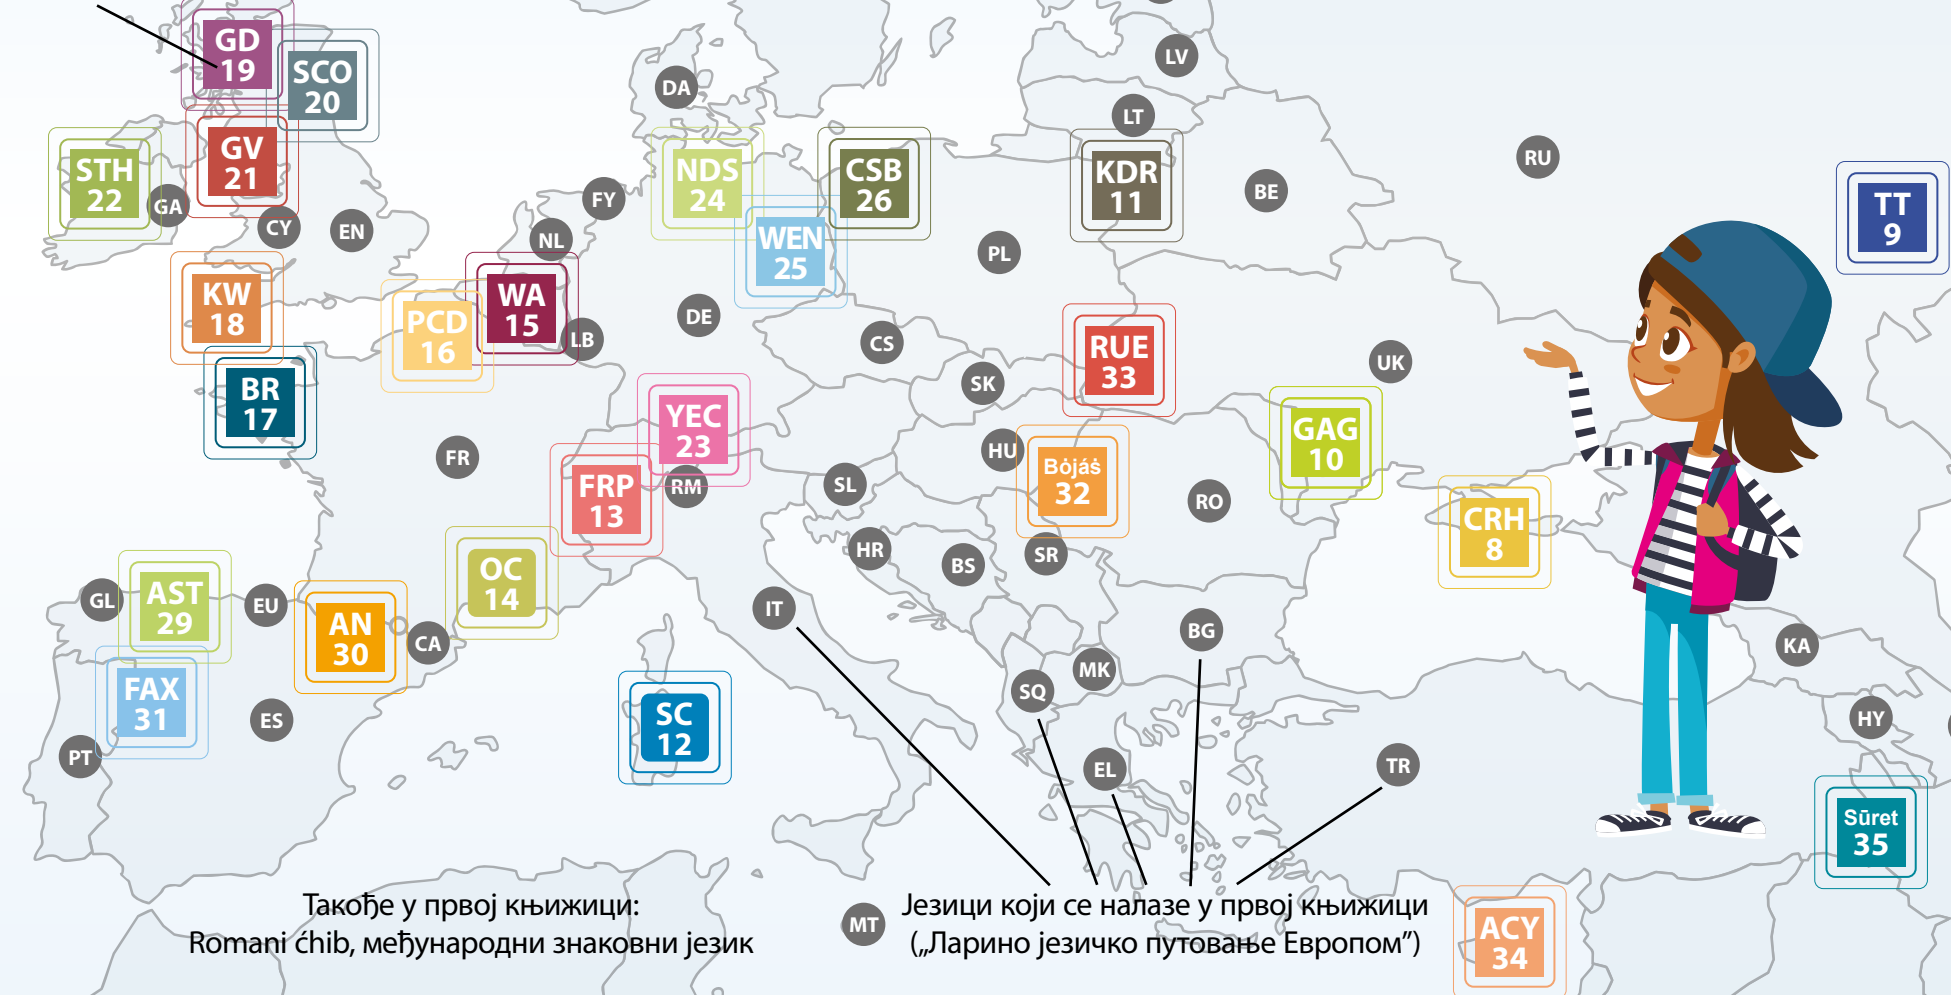 GD
19
SCO
20
LV
DA
LT
GV
21
RU
STH
22
NDS
24
CSB
26
KDR
11
BE
FY
GA
TT
9
CY
EN
NL
WEN
25
PL
KW
18
WA
15
PCD
16
DE
LB
CS
RUE
33
UK
BR
17
SK
YEC
23
GAG
10
FR
HU
Bòjáš
32
FRP
13
RM
SL
RO
CRH
8
HR
SR
BS
OC
14
GL
AST
29
EU
IT
AN
30
CA
BG
KA
MK
FAX
31
SQ
ES
SC
12
HY
PT
EL
TR
Sūret
35
Такође у првој књижици:
Romani ćhib, међународни знаковни језик
MT
Језици који се налазе у првој књижици
(„Ларино језичко путовање Европом”)
ACY
34